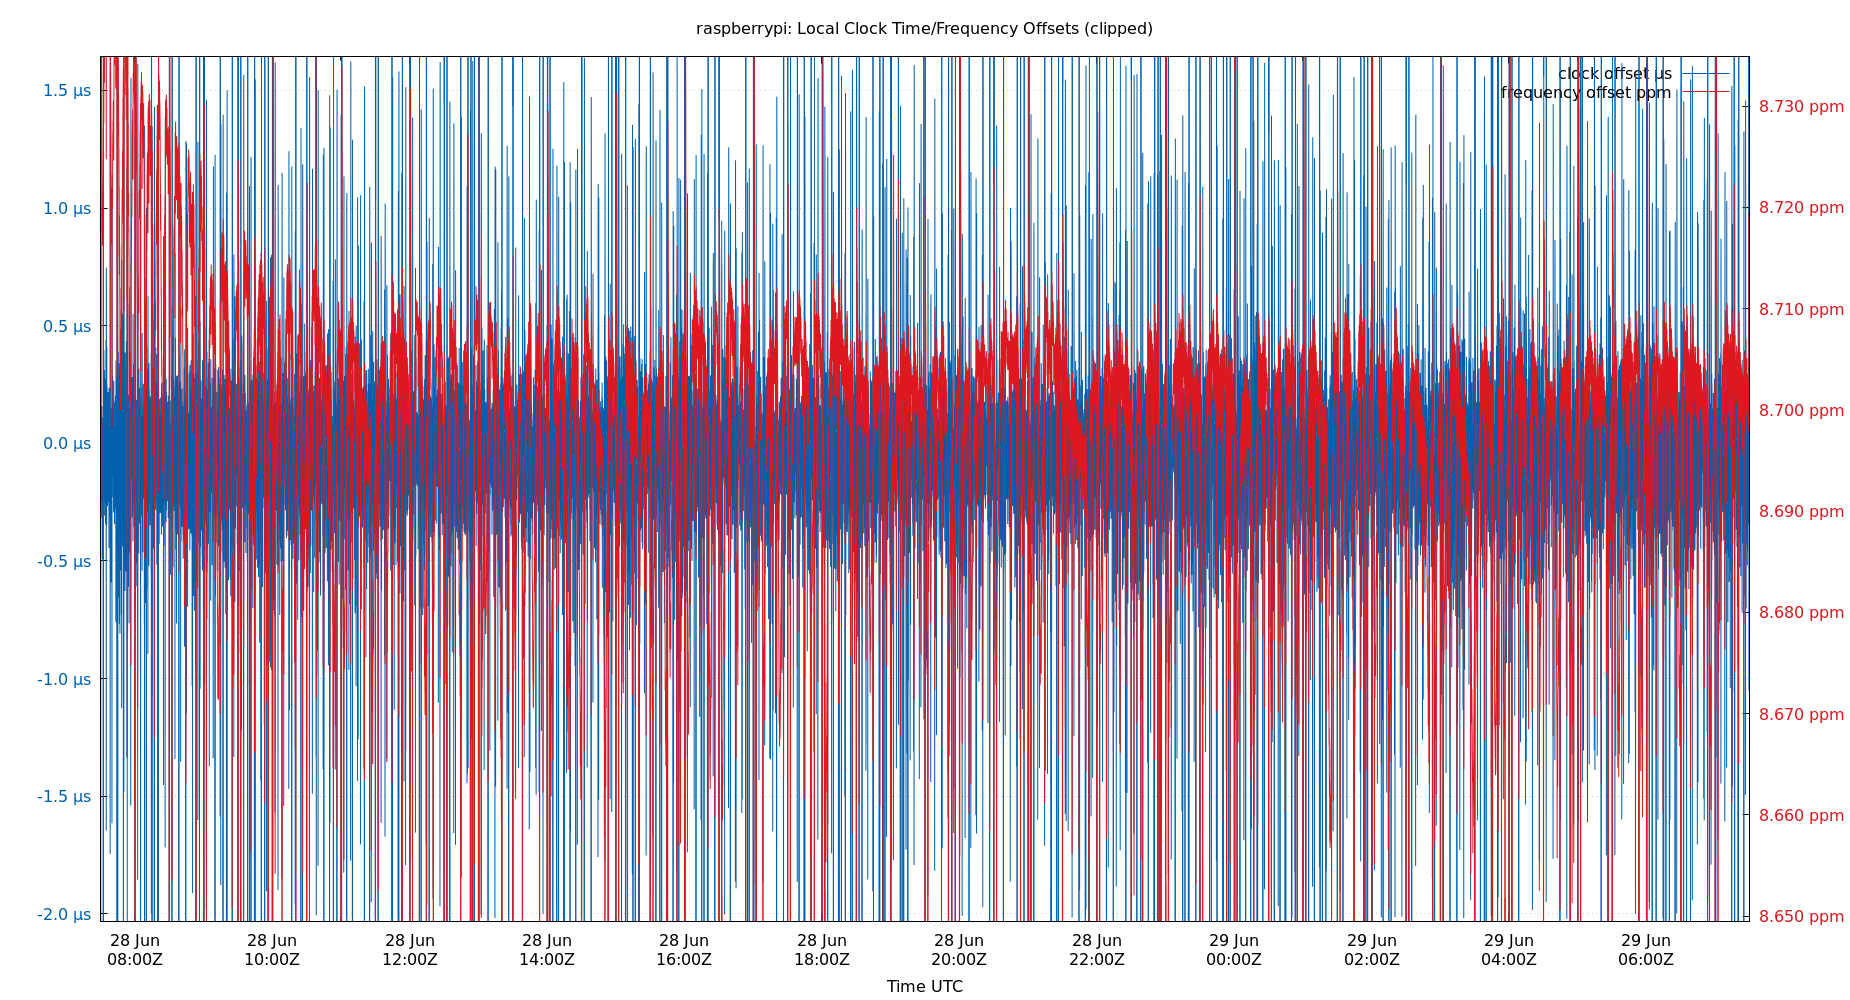 raspberrypi: Local Clock Time/Frequency Offsets (clipped)
clock offset µs
frequency offset ppm
1.5 µs
1.0 µs
0.5 µs
0.0 µs
-0.5 µs
-1.0 µs
-1.5 µs
-2.0 µs
8.730 ppm
8.720 ppm
8.710 ppm
8.700 ppm
8.690 ppm
8.680 ppm
8.670 ppm
8.660 ppm
8.650 ppm
28 Jun 28 Jun 28 Jun 28 Jun 28 Jun 28 Jun 28 Jun 28 Jun 29 Jun 29 Jun 29 Jun 29 Jun
08:00Z 10:00Z 12:00Z 14:00Z 16:00Z 18:00Z 20:00Z 22:00Z 00:00Z 02:00Z 04:00Z 06:00Z
Time UTC